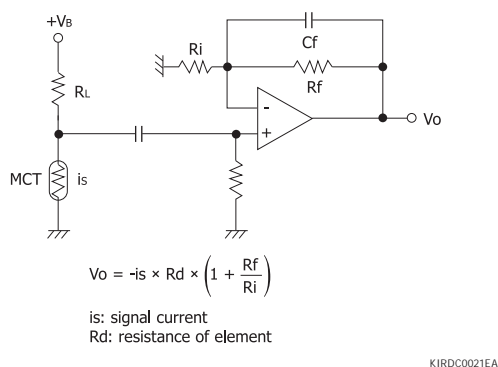 +VB
RL
MCT
is
Ri
Cf
Rf
-
+
Vo
Vo = -is × Rd × (1 + Rf/Ri)
is: signal current
Rd: resistance of element
KIRDC0021EA